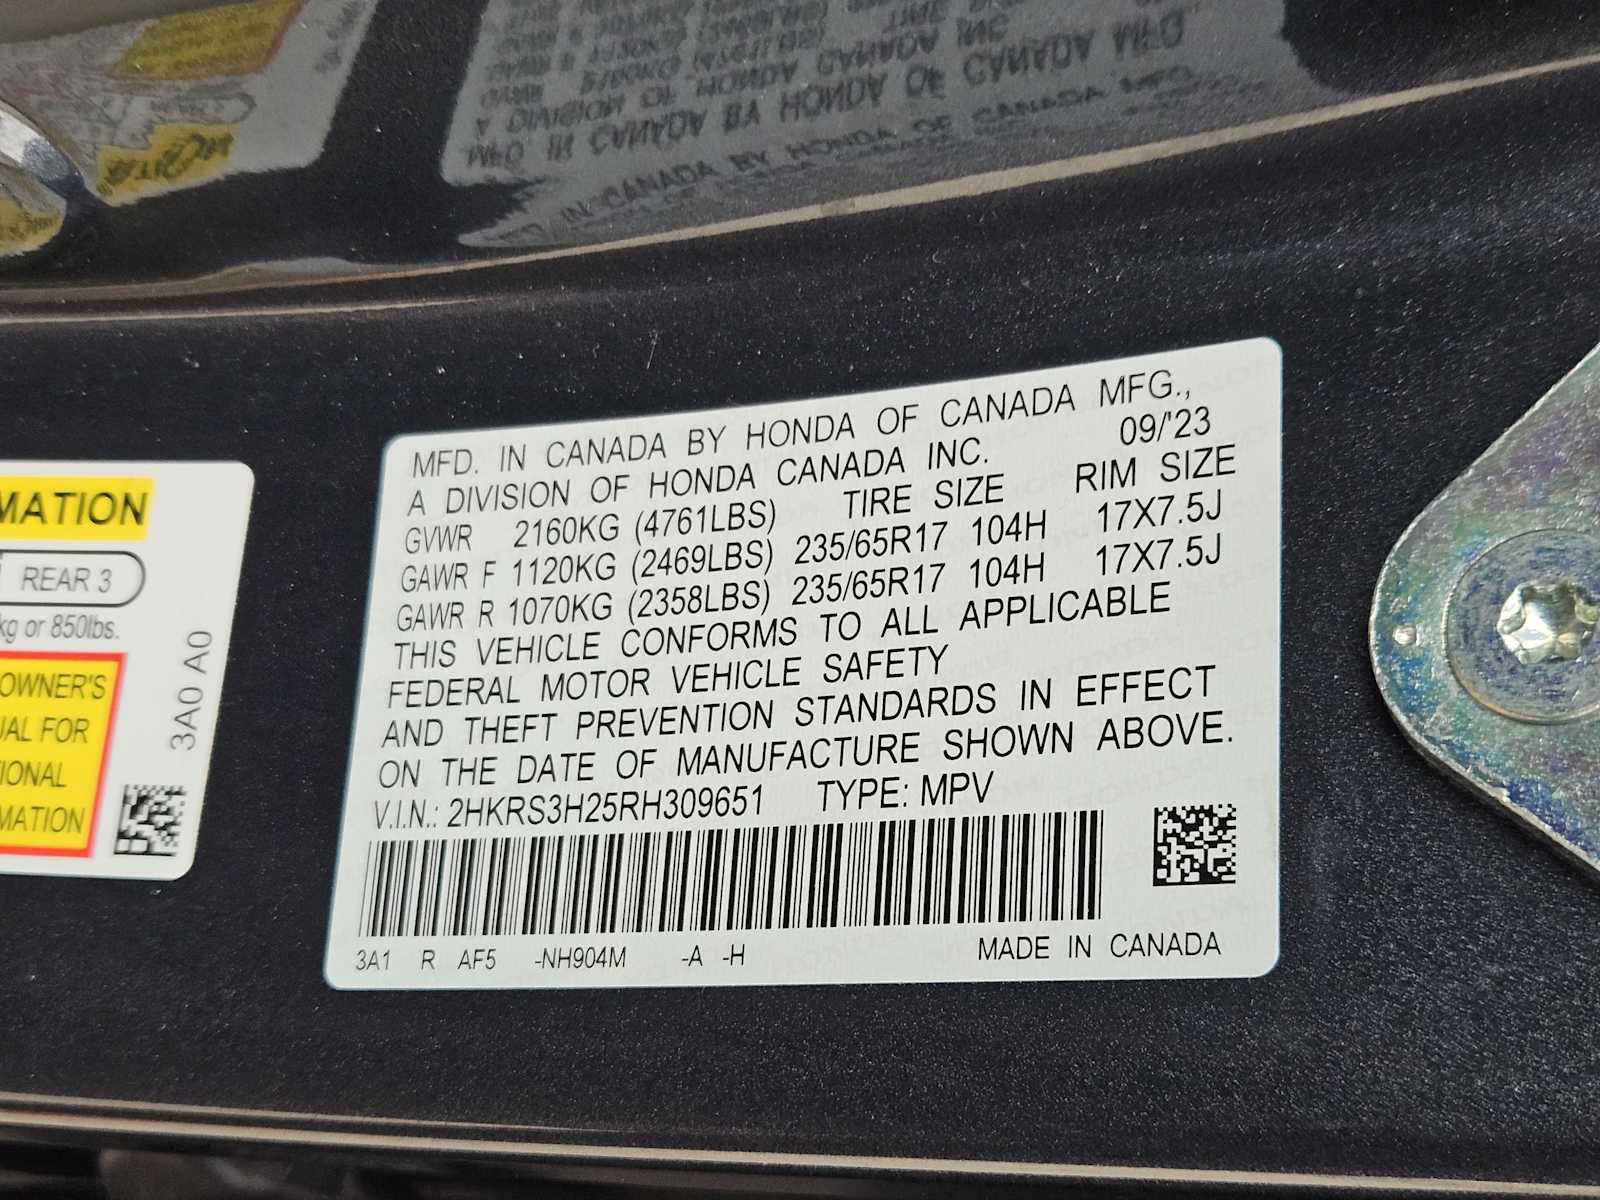 MFD. IN CANADA BY HONDA OF CANADA MFG.,
A DIVISION OF HONDA CANADA INC. 09/'23
GVWR 2160KG (4761LBS) TIRE SIZE RIM SIZE
GAWR F 1120KG (2469LBS) 235/65R17 104H 17X7.5J
GAWR R 1070KG (2358LBS) 235/65R17 104H 17X7.5J
THIS VEHICLE CONFORMS TO ALL APPLICABLE
FEDERAL MOTOR VEHICLE SAFETY
AND THEFT PREVENTION STANDARDS IN EFFECT
ON THE DATE OF MANUFACTURE SHOWN ABOVE.
V.I.N.: 2HKRS3H25RH309651 TYPE: MPV
3A1 R AF5 -NH904M -A -H MADE IN CANADA
MATION
REAR 3
kg or 850lbs.
OWNER'S
UAL FOR
TIONAL
MATION
3A0 A0